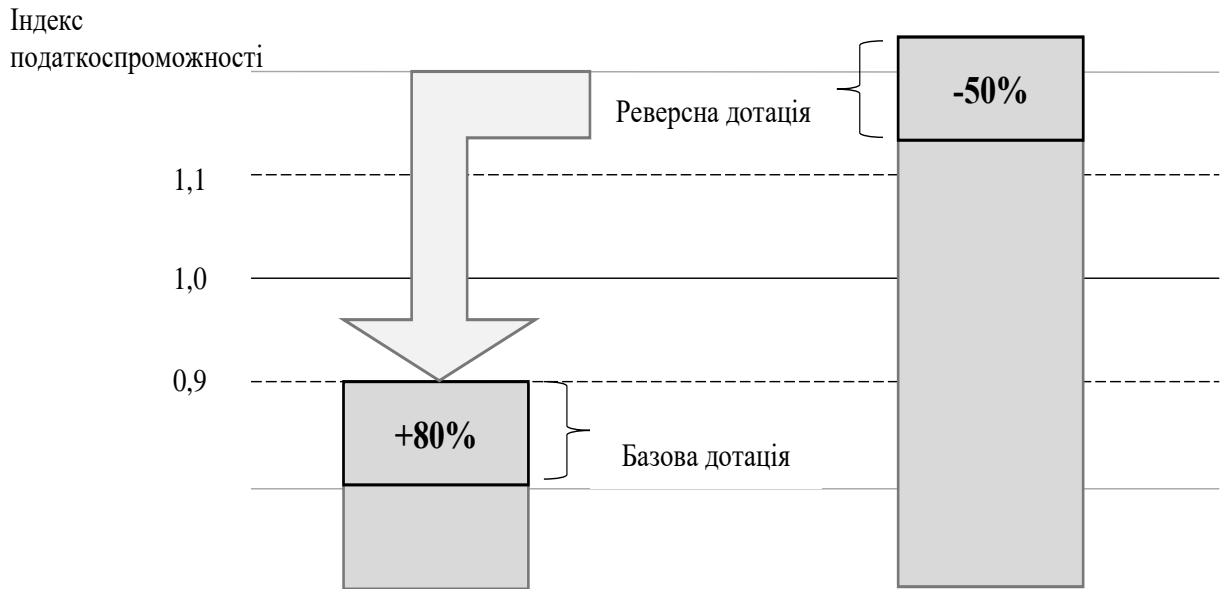 Індекс
податкоспроможності
-50%
Реверсна дотація
1,1
1,0
0,9
+80%
Базова дотація